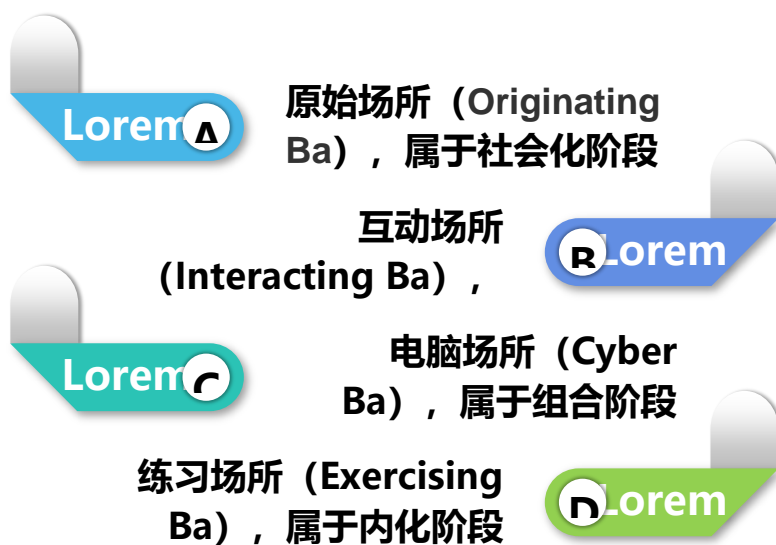 Lorem A
原始场所（Originating
Ba），属于社会化阶段
互动场所
（Interacting Ba），
B Lorem
Lorem C
电脑场所（Cyber
Ba），属于组合阶段
练习场所（Exercising
Ba），属于内化阶段
D Lorem